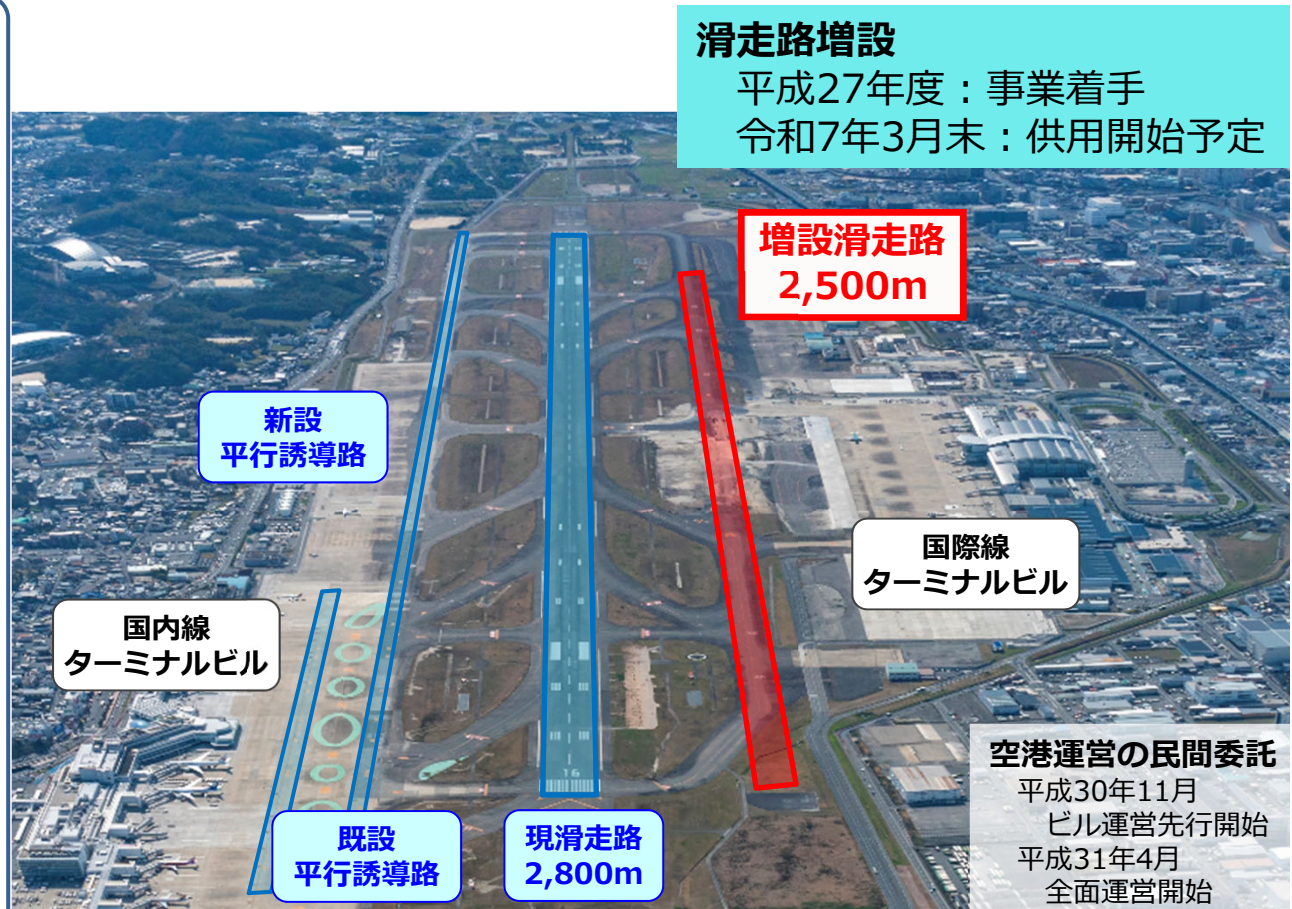 滑走路増設
平成27年度：事業着手
令和7年3月末：供用開始予定
増設滑走路
2,500m
新設
平行誘導路
国際線
ターミナルビル
国内線
ターミナルビル
既設
平行誘導路
現滑走路
2,800m
16
空港運営の民間委託
平成30年11月
ビル運営先行開始
平成31年4月
全面運営開始